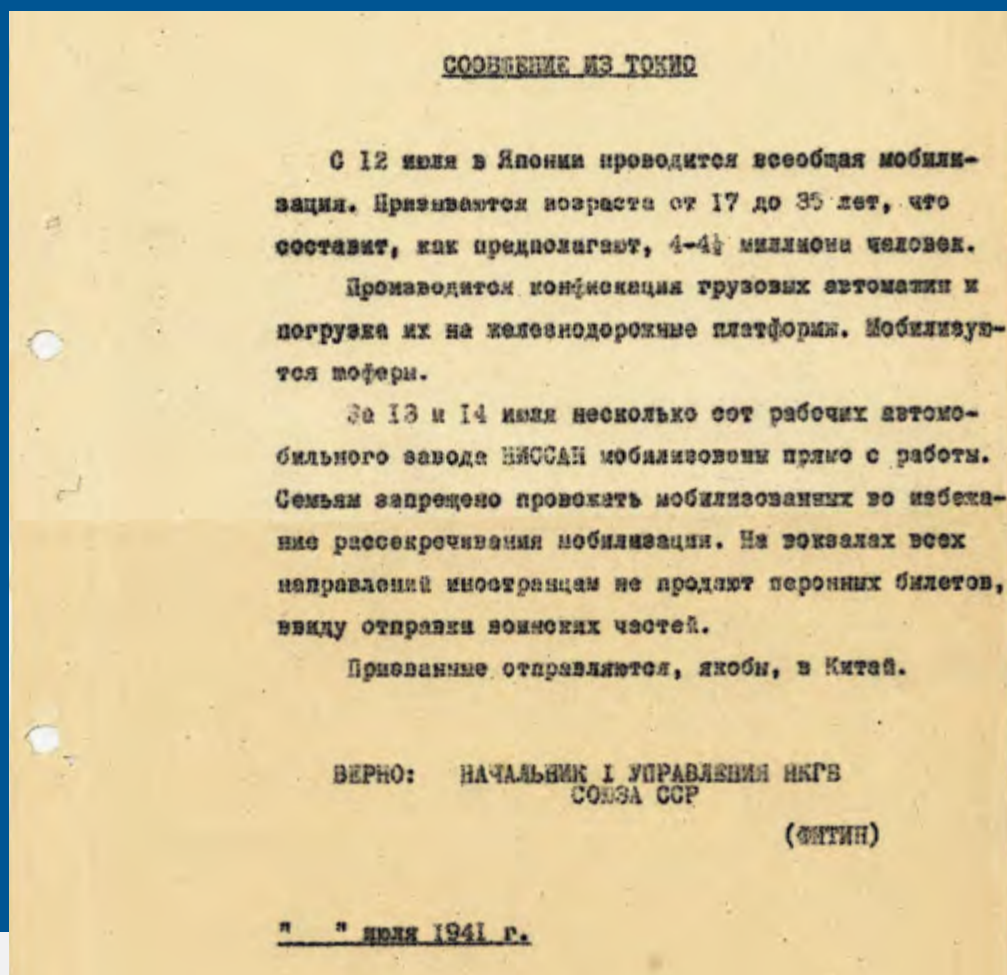 СООБЩЕНИЕ ИЗ ТОКИО
С 12 июля в Японии проводится всеобщая мобили-
зация. Призываются возраста от 17 до 35 лет, что
составит, как предполагают, 4-4½ миллиона человек.
Производится конфискация грузовых автомашин и
погрузка их на железнодорожные платформы. Мобилизую-
тся шоферы.
За 13 и 14 июля несколько сот рабочих автомо-
бильного завода НИССАН мобилизованы прямо с работы.
Семьям запрещено провожать мобилизованных во избежа-
ние рассекречивания мобилизации. На вокзалах всех
направлений иностранцам не продают перонных билетов,
ввиду отправки воинских частей.
Призванные отправляются, якобы, в Китай.
ВЕРНО: НАЧАЛЬНИК I УПРАВЛЕНИЯ НКГБ
СОЮЗА ССР
(ФИТИН)
" " июля 1941 г.